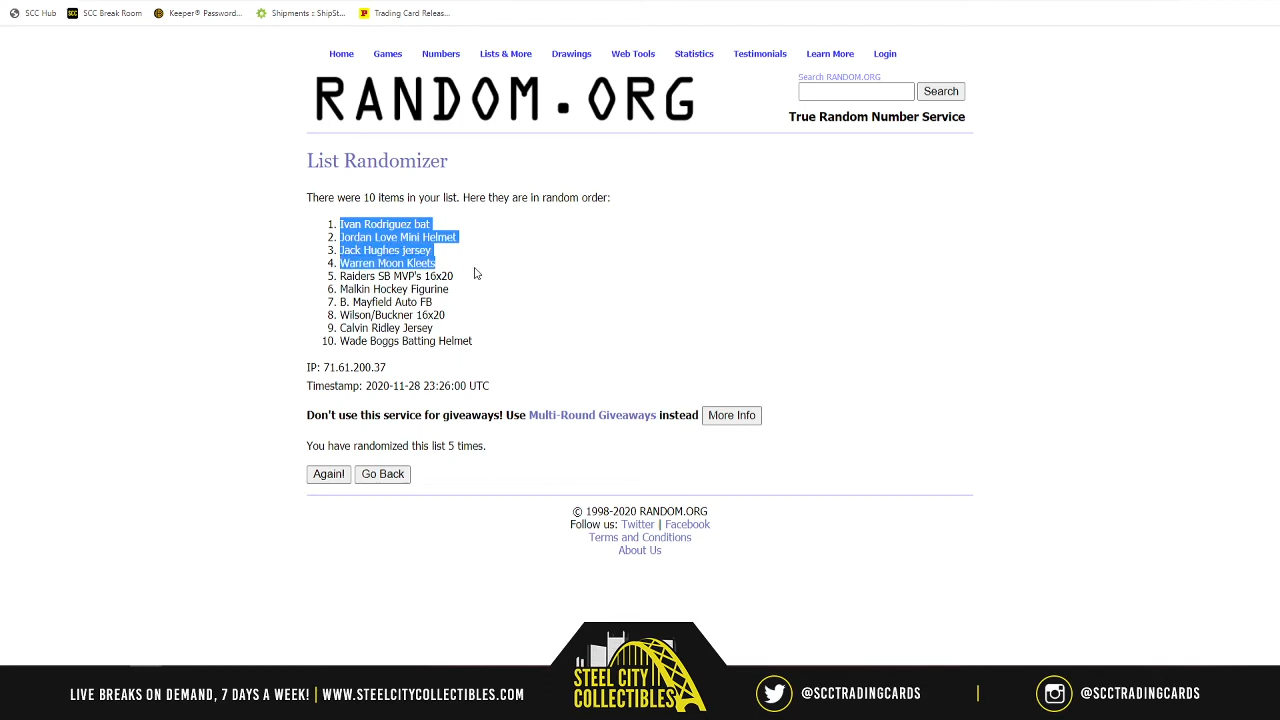 SCC Hub SCC Break Room Keeper® Password... Shipments :: ShipSt... Trading Card Releas...
Home Games Numbers Lists & More Drawings Web Tools Statistics Testimonials Learn More Login
RANDOM.ORG
Search RANDOM.ORG
Search
True Random Number Service
List Randomizer
There were 10 items in your list. Here they are in random order:
1. Ivan Rodriguez bat
2. Jordan Love Mini Helmet
3. Jack Hughes jersey
4. Warren Moon Kleets
5. Raiders SB MVP's 16x20
6. Malkin Hockey Figurine
7. B. Mayfield Auto FB
8. Wilson/Buckner 16x20
9. Calvin Ridley Jersey
10. Wade Boggs Batting Helmet
IP: 71.61.200.37
Timestamp: 2020-11-28 23:26:00 UTC
Don't use this service for giveaways! Use Multi-Round Giveaways instead More Info
You have randomized this list 5 times.
Again! Go Back
© 1998-2020 RANDOM.ORG
Follow us: Twitter | Facebook
Terms and Conditions
About Us
LIVE BREAKS ON DEMAND, 7 DAYS A WEEK! | WWW.STEELCITYCOLLECTIBLES.COM
STEEL CITY
COLLECTIBLES
@SCCTRADINGCARDS | @SCCTRADINGCARDS